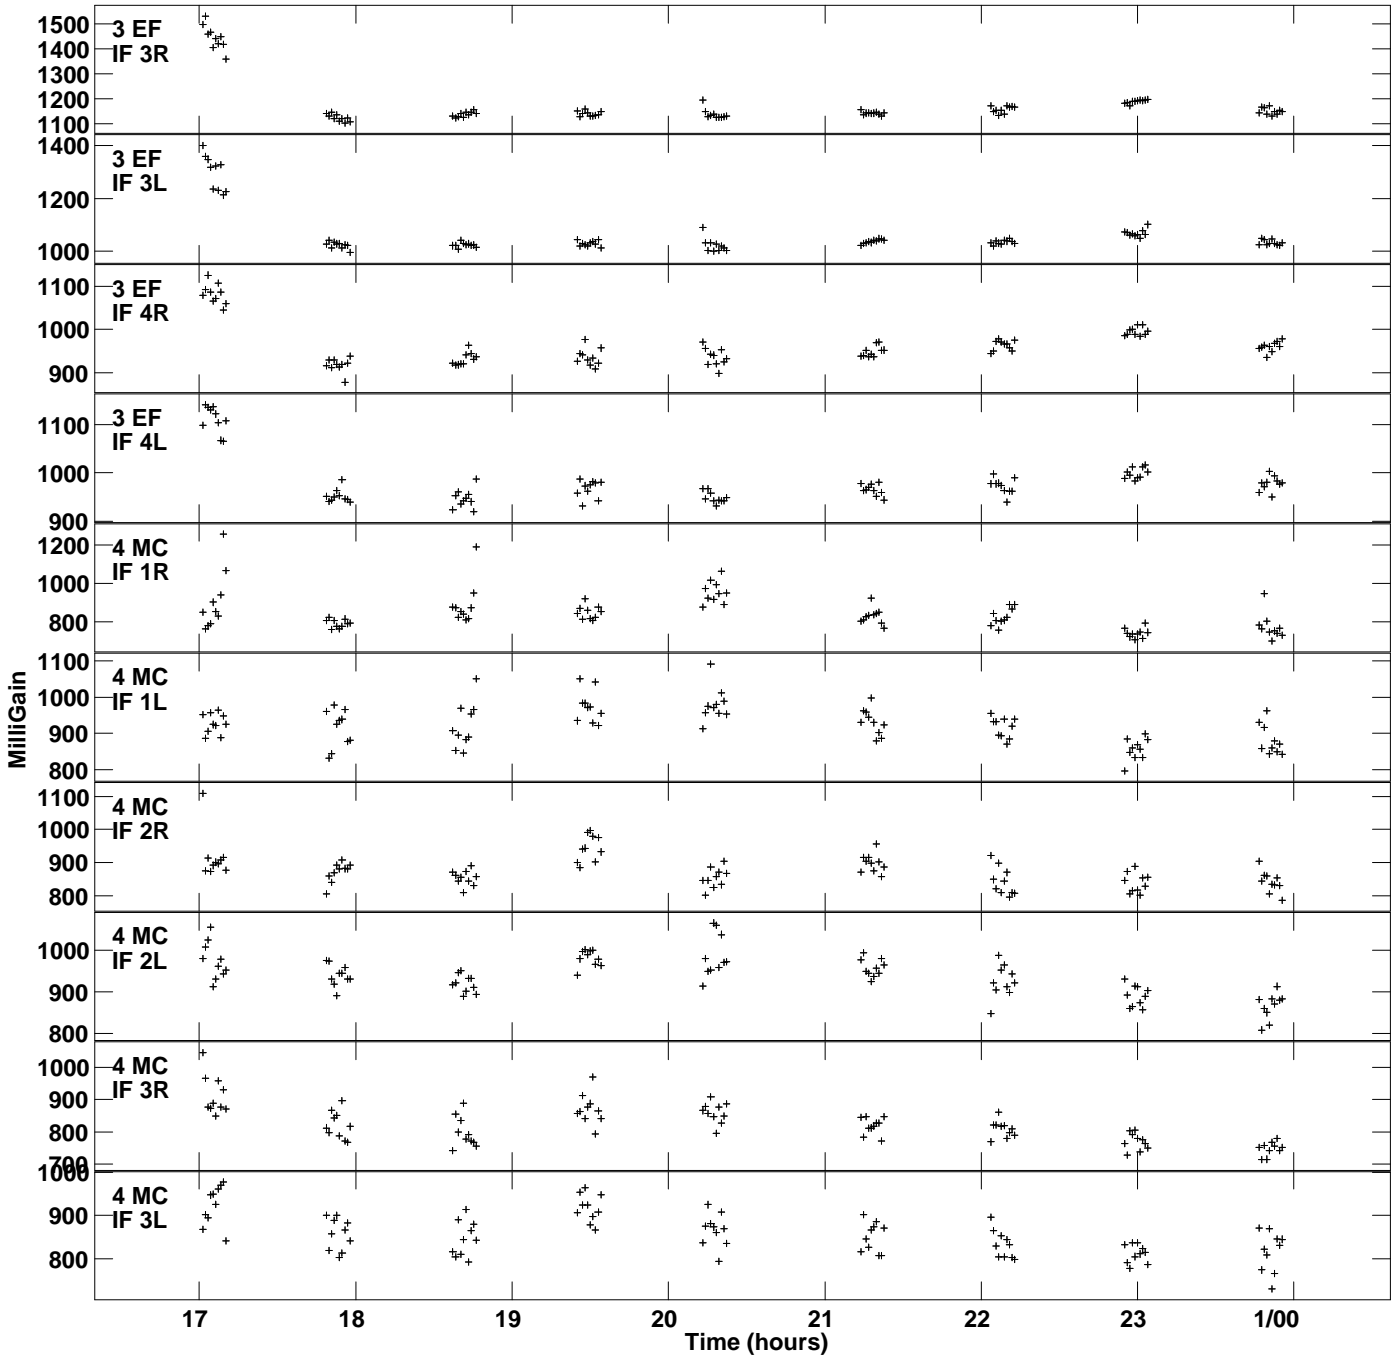 3 EF
IF 3R
1500
1400
1300
1200
1100
3 EF
IF 3L
1400
1200
1000
3 EF
IF 4R
1100
1000
900
3 EF
IF 4L
1100
1000
900
4 MC
IF 1R
1200
1000
800
4 MC
IF 1L
1100
1000
900
800
MilliGain
4 MC
IF 2R
1100
1000
900
800
4 MC
IF 2L
1000
900
800
4 MC
IF 3R
1000
900
800
700
4 MC
IF 3L
1000
900
800
17 18 19 20 21 22 23 1/00
Time (hours)